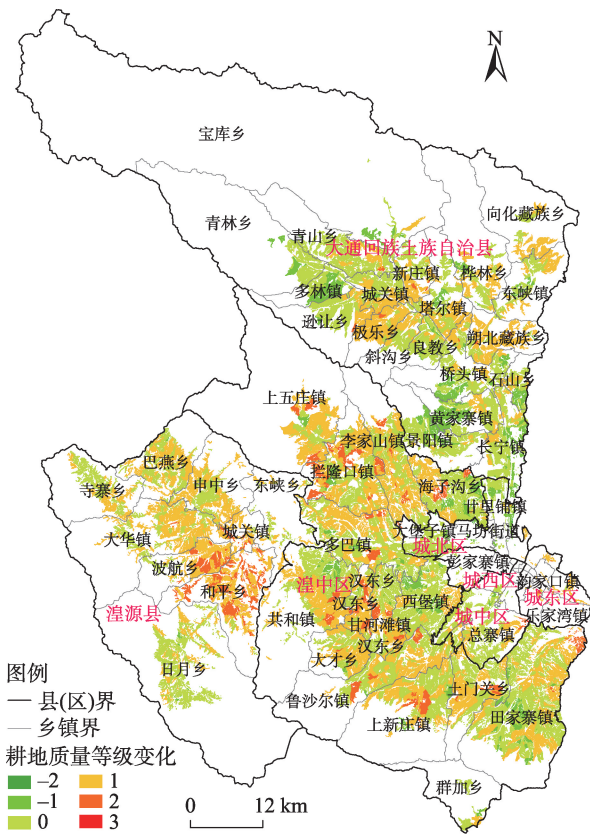 N
宝库乡
青林乡
向化藏族乡
青山乡
大通回族土族自治县
新庄镇
桦林乡
多林镇
城关镇
东峡镇
塔尔镇
逊让乡
极乐乡
朔北藏族乡
良教乡
斜沟乡
桥头镇
石山乡
上五庄镇
黄家寨镇
李家山镇
景阳镇
长宁镇
巴燕乡
拦隆口镇
寺寨乡
申中乡
东峡乡
海子沟乡
廿里铺镇
大华镇
城关镇
大堡子镇
马坊街道
多巴镇
城北区
彭家寨镇
波航乡
汉东乡
城西区
韵家口镇
和平乡
湟中区
汉东乡
西堡镇
城东区
湟源县
共和镇
甘河滩镇
城中区
乐家湾镇
汉东乡
总寨镇
日月乡
大才乡
土门关乡
鲁沙尔镇
上新庄镇
田家寨镇
群加乡
图例
县(区)界
乡镇界
耕地质量等级变化
–2 1
–1 2
0 3
0 12 km